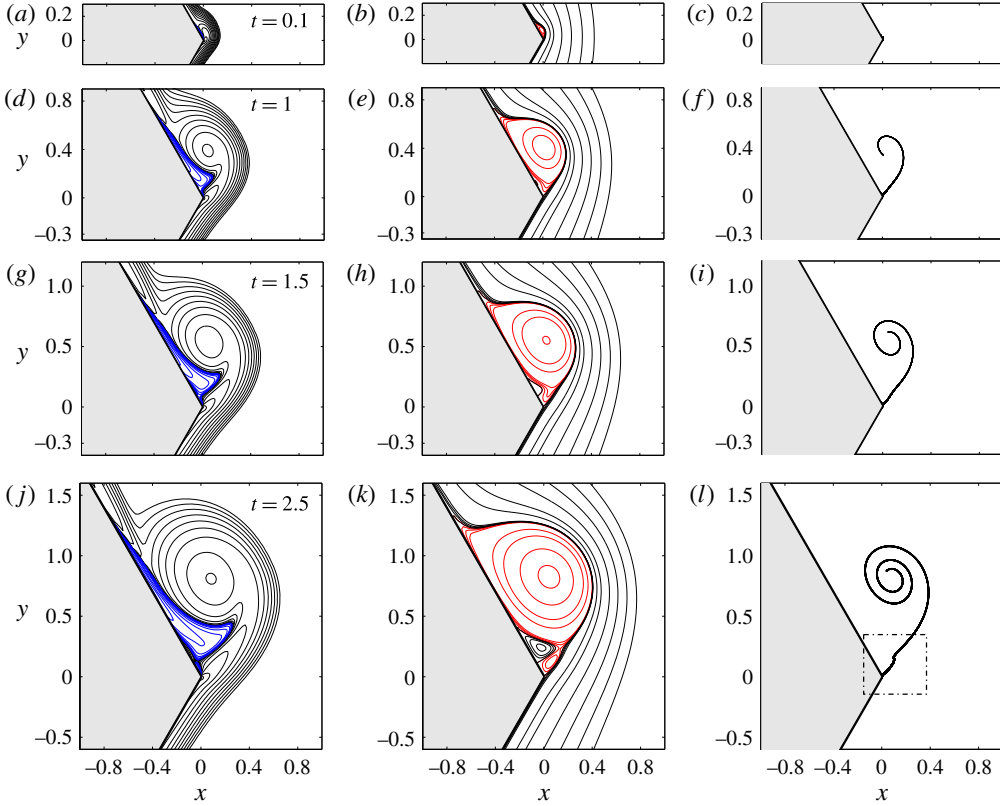 (a) 0.2 t = 0.1 (b) 0.2 (c) 0.2
y 0 0 0
(d) 0.8 t = 1 (e) 0.8 (f) 0.8
y 0.4 y 0.4 y 0.4
0 0 0
–0.3 –0.3 –0.3
(g) t = 1.5 (h) (i)
1.0 1.0 1.0
y 0.5 0.5 0.5
0 0 0
–0.3 –0.3 –0.3
(j) 1.5 t = 2.5 (k) 1.5 (l) 1.5
1.0 1.0 1.0
y 0.5 0.5 0.5
0 0 0
–0.5 –0.5 –0.5
–0.8 –0.4 0 0.4 0.8 –0.8 –0.4 0 0.4 0.8 –0.8 –0.4 0 0.4 0.8
x x x